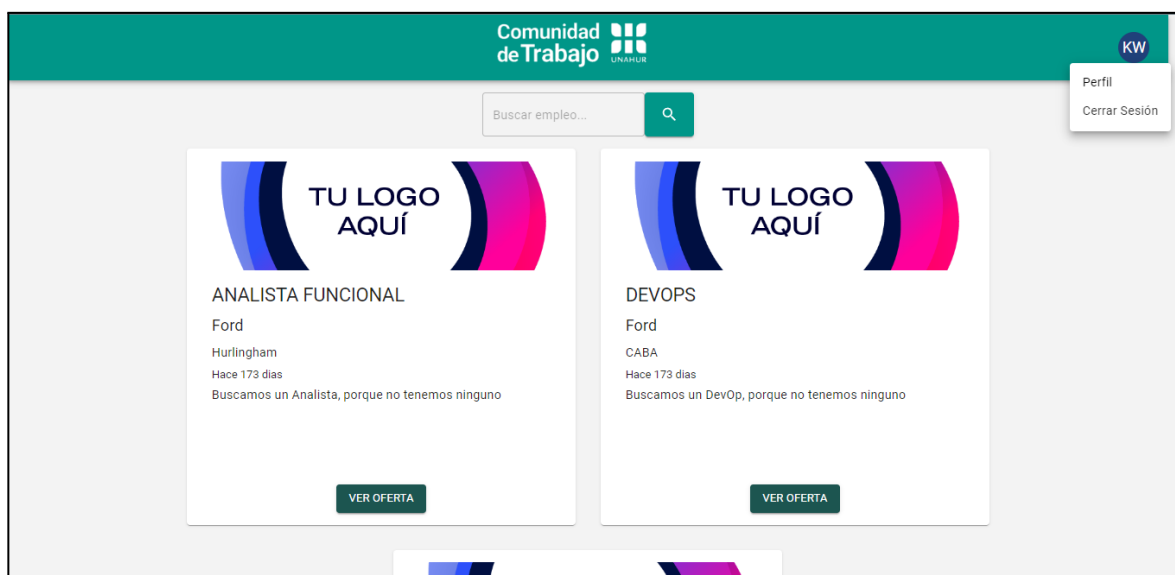 Comunidad
de Trabajo
UNAHUR
KW
Perfil
Cerrar Sesión
Buscar empleo...
TU LOGO
AQUÍ
ANALISTA FUNCIONAL
Ford
Hurlingham
Hace 173 dias
Buscamos un Analista, porque no tenemos ninguno
VER OFERTA
TU LOGO
AQUÍ
DEVOPS
Ford
CABA
Hace 173 dias
Buscamos un DevOp, porque no tenemos ninguno
VER OFERTA